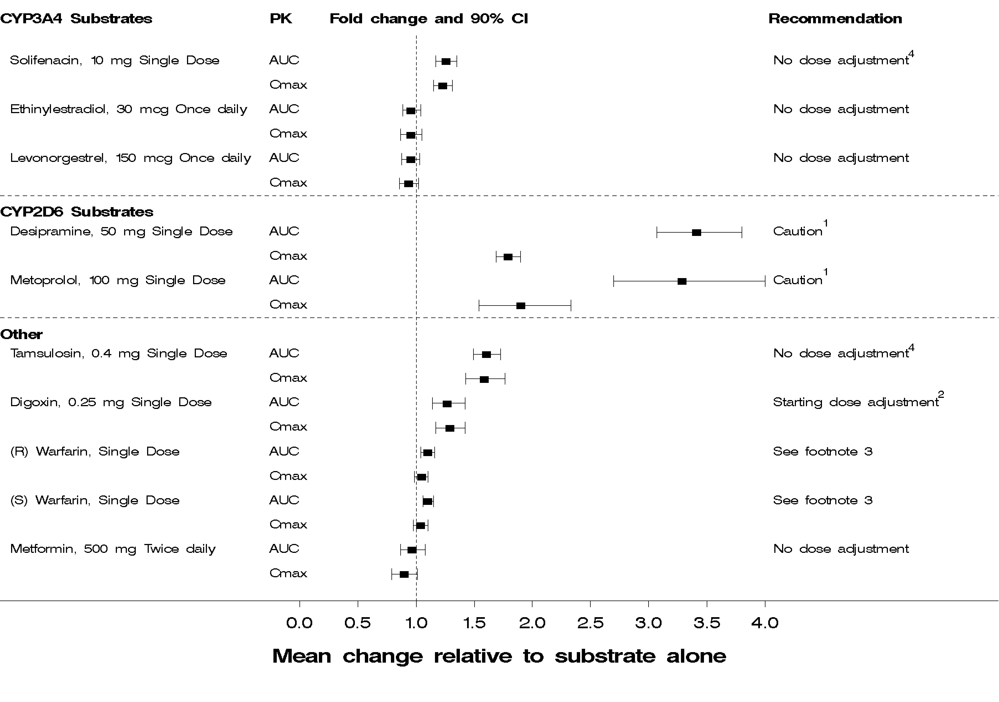 CYP3A4 Substrates PK Fold change and 90% CI Recommendation
Solifenacin, 10 mg Single Dose AUC No dose adjustment4
Cmax
Ethinylestradiol, 30 mcg Once daily AUC No dose adjustment
Cmax
Levonorgestrel, 150 mcg Once daily AUC No dose adjustment
Cmax
CYP2D6 Substrates
Desipramine, 50 mg Single Dose AUC Caution1
Cmax
Metoprolol, 100 mg Single Dose AUC Caution1
Cmax
Other
Tamsulosin, 0.4 mg Single Dose AUC No dose adjustment4
Cmax
Digoxin, 0.25 mg Single Dose AUC Starting dose adjustment2
Cmax
(R) Warfarin, Single Dose AUC See footnote 3
Cmax
(S) Warfarin, Single Dose AUC See footnote 3
Cmax
Metformin, 500 mg Twice daily AUC No dose adjustment
Cmax
0.0 0.5 1.0 1.5 2.0 2.5 3.0 3.5 4.0
Mean change relative to substrate alone